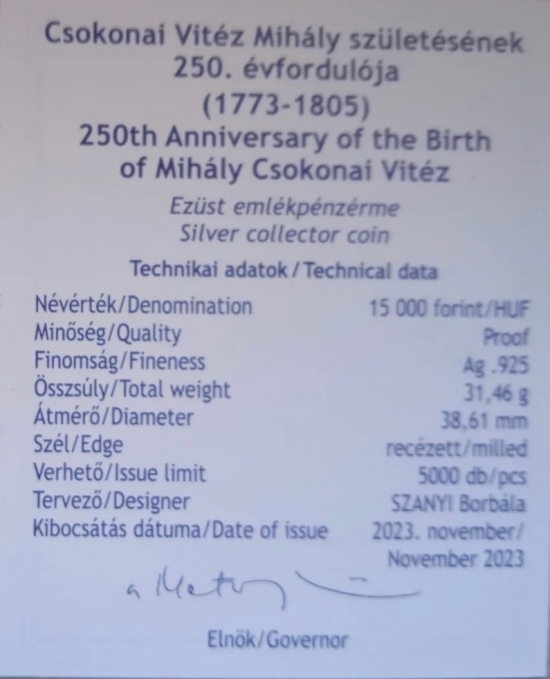 Csokonai Vitéz Mihály születésének
250. évfordulója
(1773-1805)
250th Anniversary of the Birth
of Mihály Csokonai Vitéz
Ezüst emlékpénzérme
Silver collector coin
Technikai adatok / Technical data
Névérték/Denomination 15 000 forint/HUF
Minőség/Quality Proof
Finomság/Fineness Ag .925
Összsúly/Total weight 31,46 g
Átmérő/Diameter 38,61 mm
Szél/Edge recézett/milled
Verhető/Issue limit 5000 db/pcs
Tervező/Designer SZANYI Borbála
Kibocsátás dátuma/Date of issue 2023. november/
November 2023
Elnök/Governor